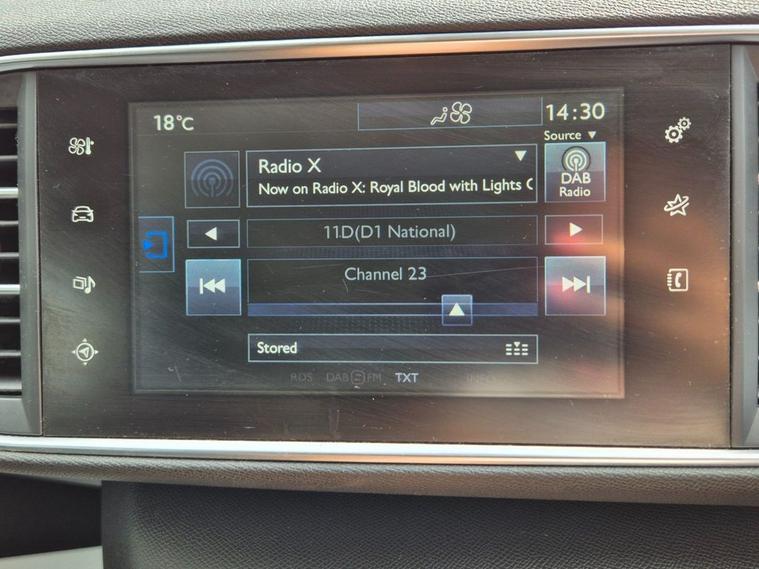 18°C
14:30
Source
Radio X
Now on Radio X: Royal Blood with Lights
DAB
Radio
11D(D1 National)
Channel 23
Stored
RDS DAB FM TXT INFO